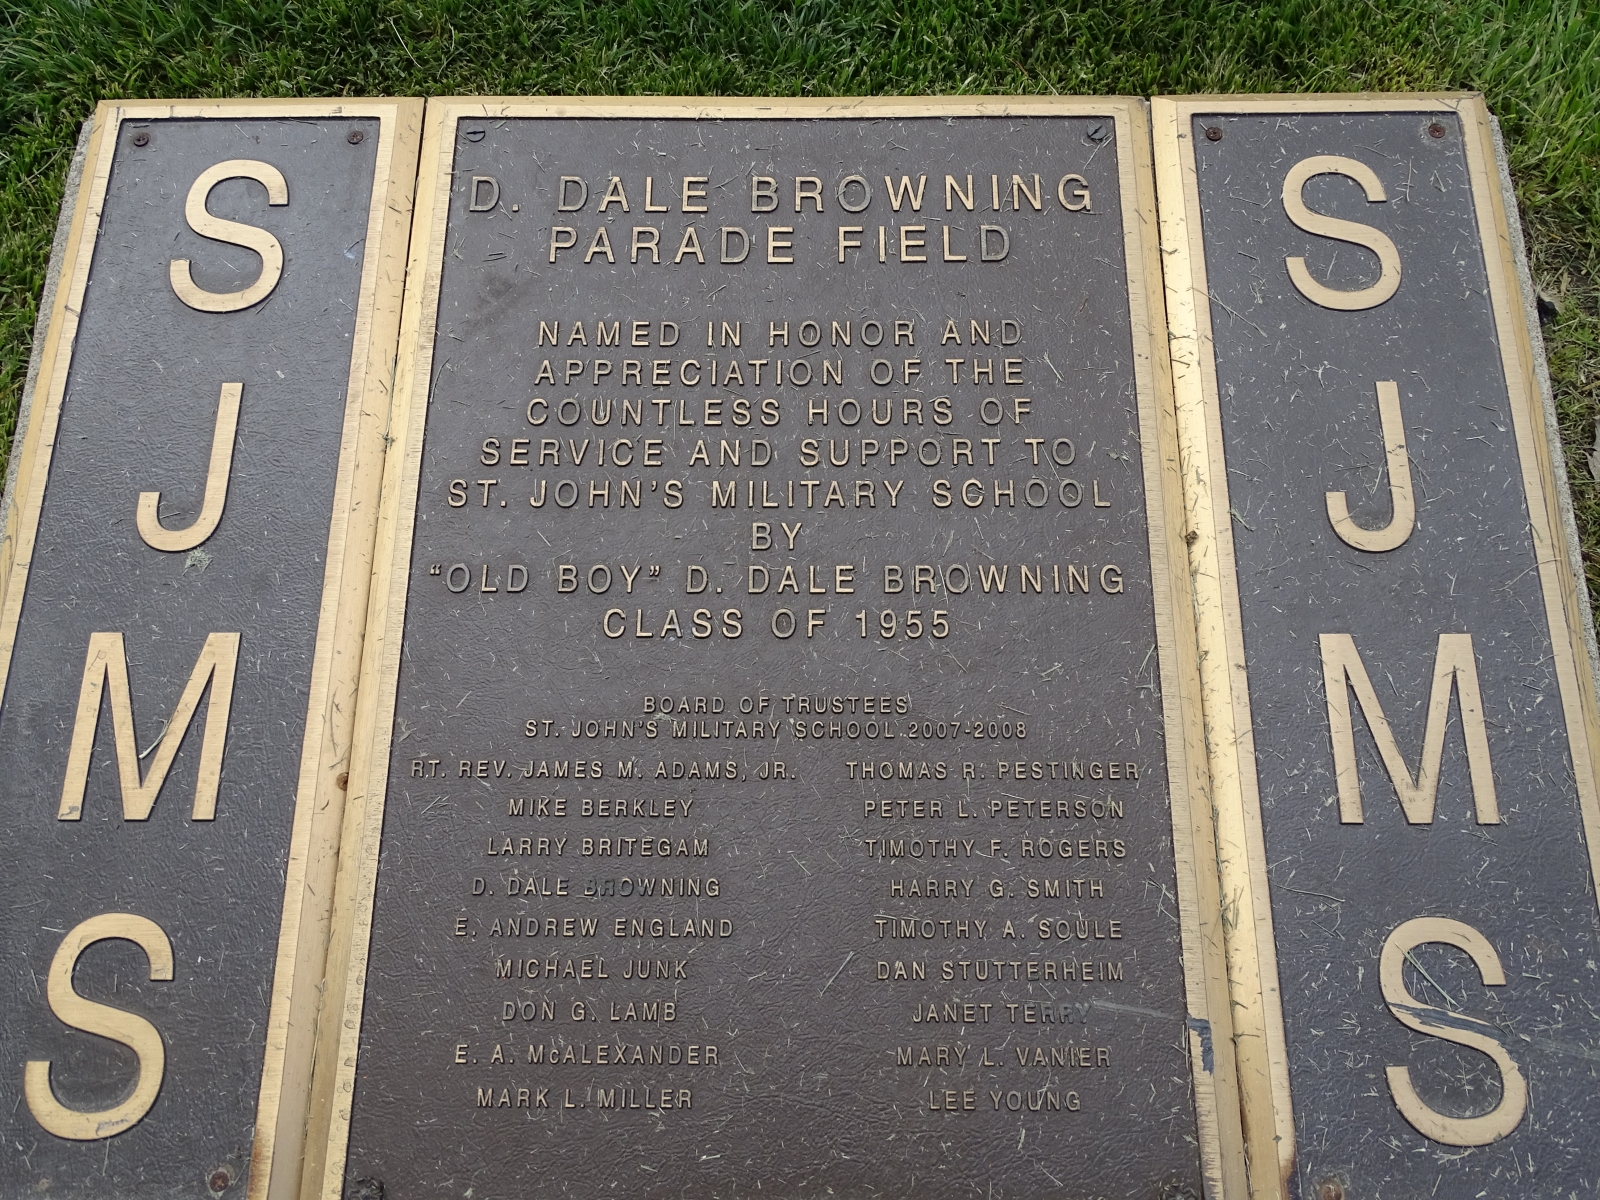 S
J
M
S
D. DALE BROWNING
PARADE FIELD
NAMED IN HONOR AND
APPRECIATION OF THE
COUNTLESS HOURS OF
SERVICE AND SUPPORT TO
ST. JOHN'S MILITARY SCHOOL
BY
"OLD BOY" D. DALE BROWNING
CLASS OF 1955
BOARD OF TRUSTEES
ST. JOHN'S MILITARY SCHOOL 2007-2008
RT. REV. JAMES M. ADAMS, JR.
MIKE BERKLEY
LARRY BRITEGAM
D. DALE BROWNING
E. ANDREW ENGLAND
MICHAEL JUNK
DON G. LAMB
E. A. McALEXANDER
MARK L. MILLER
THOMAS R. PESTINGER
PETER L. PETERSON
TIMOTHY F. ROGERS
HARRY G. SMITH
TIMOTHY A. SOULE
DAN STUTTERHEIM
JANET TERRY
MARY L. VANIER
LEE YOUNG
S
J
M
S